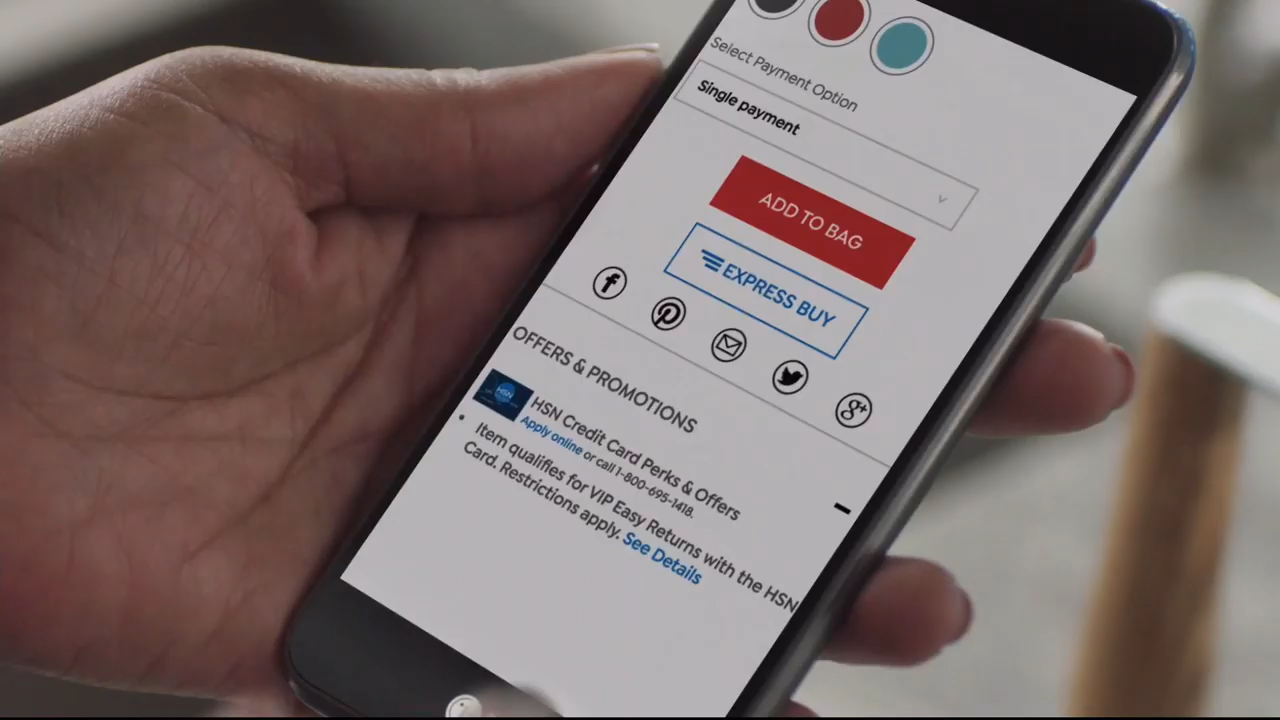 Select Payment Option
Single payment
ADD TO BAG
EXPRESS BUY
OFFERS & PROMOTIONS
HSN
HSN Credit Card Perks & Offers
Apply online or call 1-800-695-1418.
Item qualifies for VIP Easy Returns with the HSN
Card. Restrictions apply. See Details